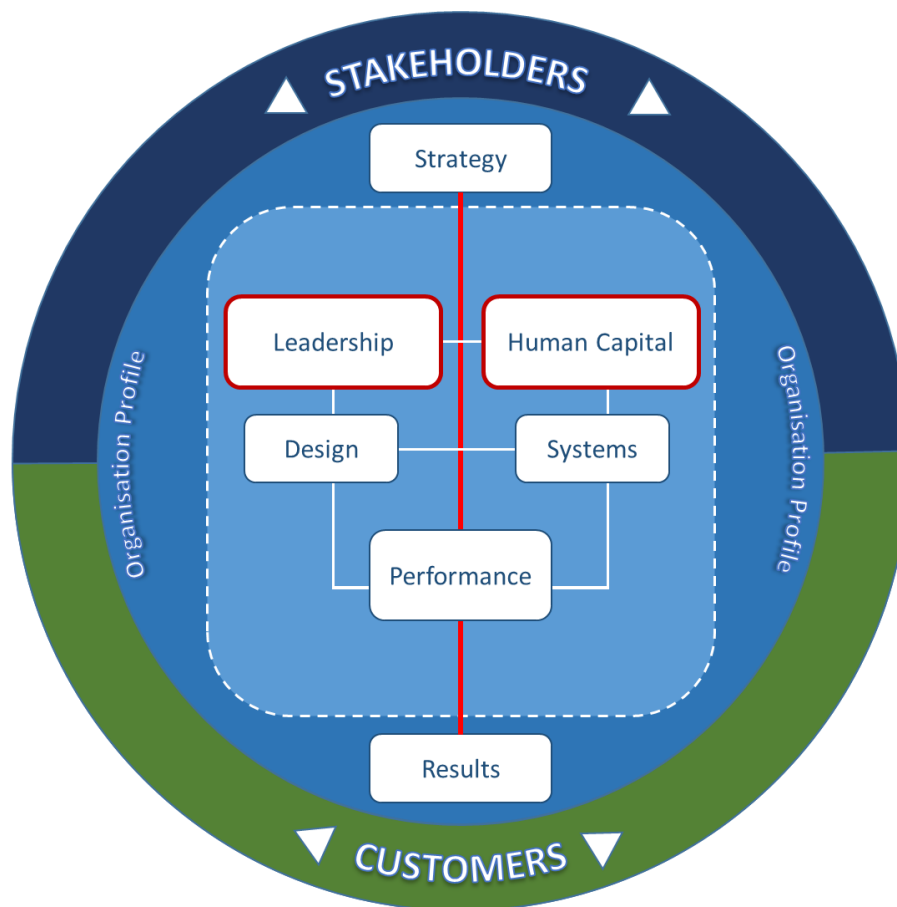 STAKEHOLDERS
Strategy
Leadership
Human Capital
Organisation Profile
Organisation Profile
Design
Systems
Performance
Results
CUSTOMERS